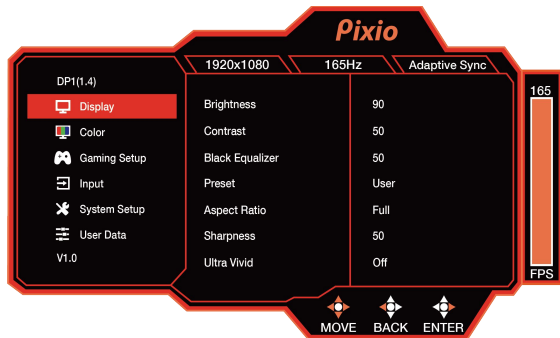 Pixio
1920x1080 165Hz Adaptive Sync
DP1(1.4)
Display
Color
Gaming Setup
Input
System Setup
User Data
V1.0
Brightness 90
Contrast 50
Black Equalizer 50
Preset User
Aspect Ratio Full
Sharpness 50
Ultra Vivid Off
165
FPS
MOVE BACK ENTER